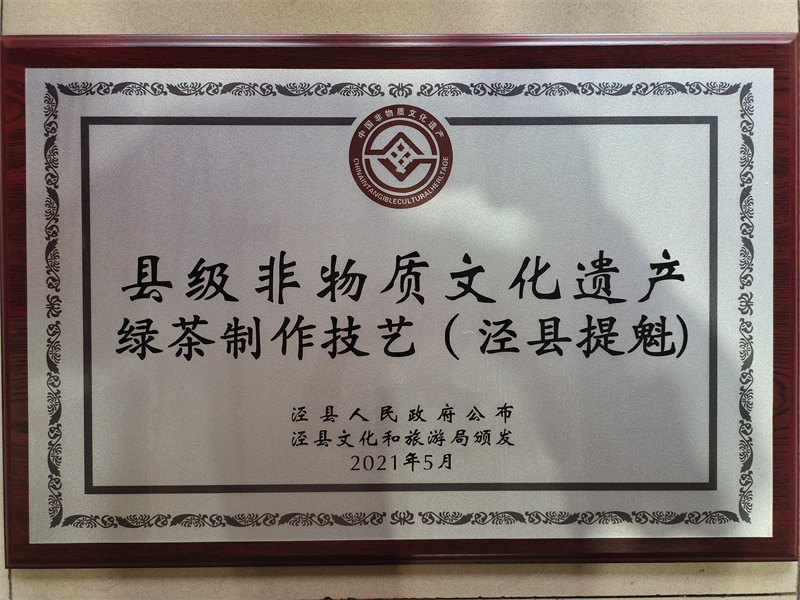 中国非物质文化遗产
CHINAINTANGIBLECULTURALHERLTAGE
县级非物质文化遗产
绿茶制作技艺（泾县提魁）
泾县人民政府公布
泾县文化和旅游局颁发
2021年5月